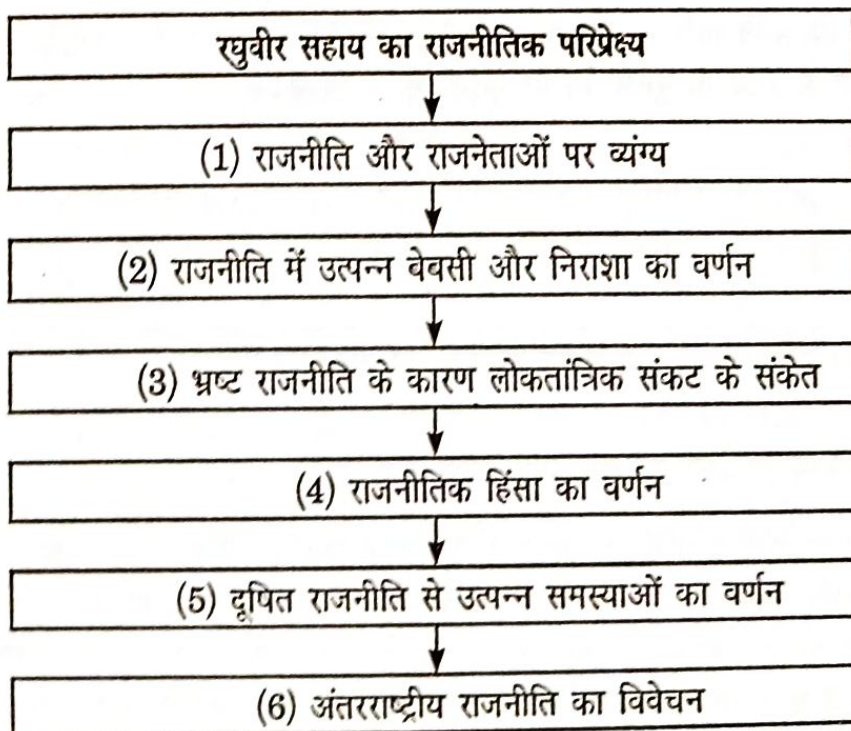 रघुवीर सहाय का राजनीतिक परिप्रेक्ष्य
(1) राजनीति और राजनेताओं पर व्यंग्य
(2) राजनीति में उत्पन्न बेबसी और निराशा का वर्णन
(3) भ्रष्ट राजनीति के कारण लोकतांत्रिक संकट के संकेत
(4) राजनीतिक हिंसा का वर्णन
(5) दूषित राजनीति से उत्पन्न समस्याओं का वर्णन
(6) अंतरराष्ट्रीय राजनीति का विवेचन